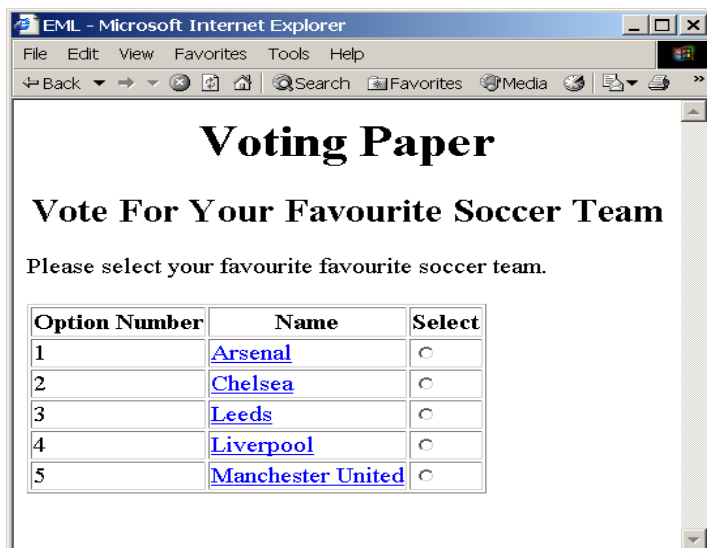 EML - Microsoft Internet Explorer
File Edit View Favorites Tools Help
Back Search Favorites Media »
Voting Paper
Vote For Your Favourite Soccer Team
Please select your favourite favourite soccer team.
Option Number Name Select
1 Arsenal
2 Chelsea
3 Leeds
4 Liverpool
5 Manchester United